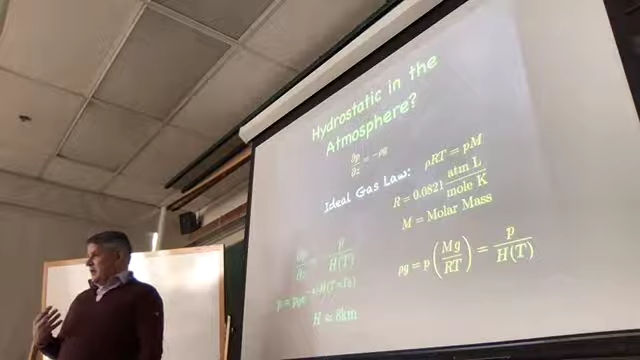 Hydrostatic in the
Atmosphere?
∂p/∂z = −ρg
Ideal Gas Law: ρRT = pM
R = 0.0821 atm L / mole K
M = Molar Mass
ρg = p (Mg/RT) = p/H(T)
∂p/∂z = p/H(T)
H ≈ 8km